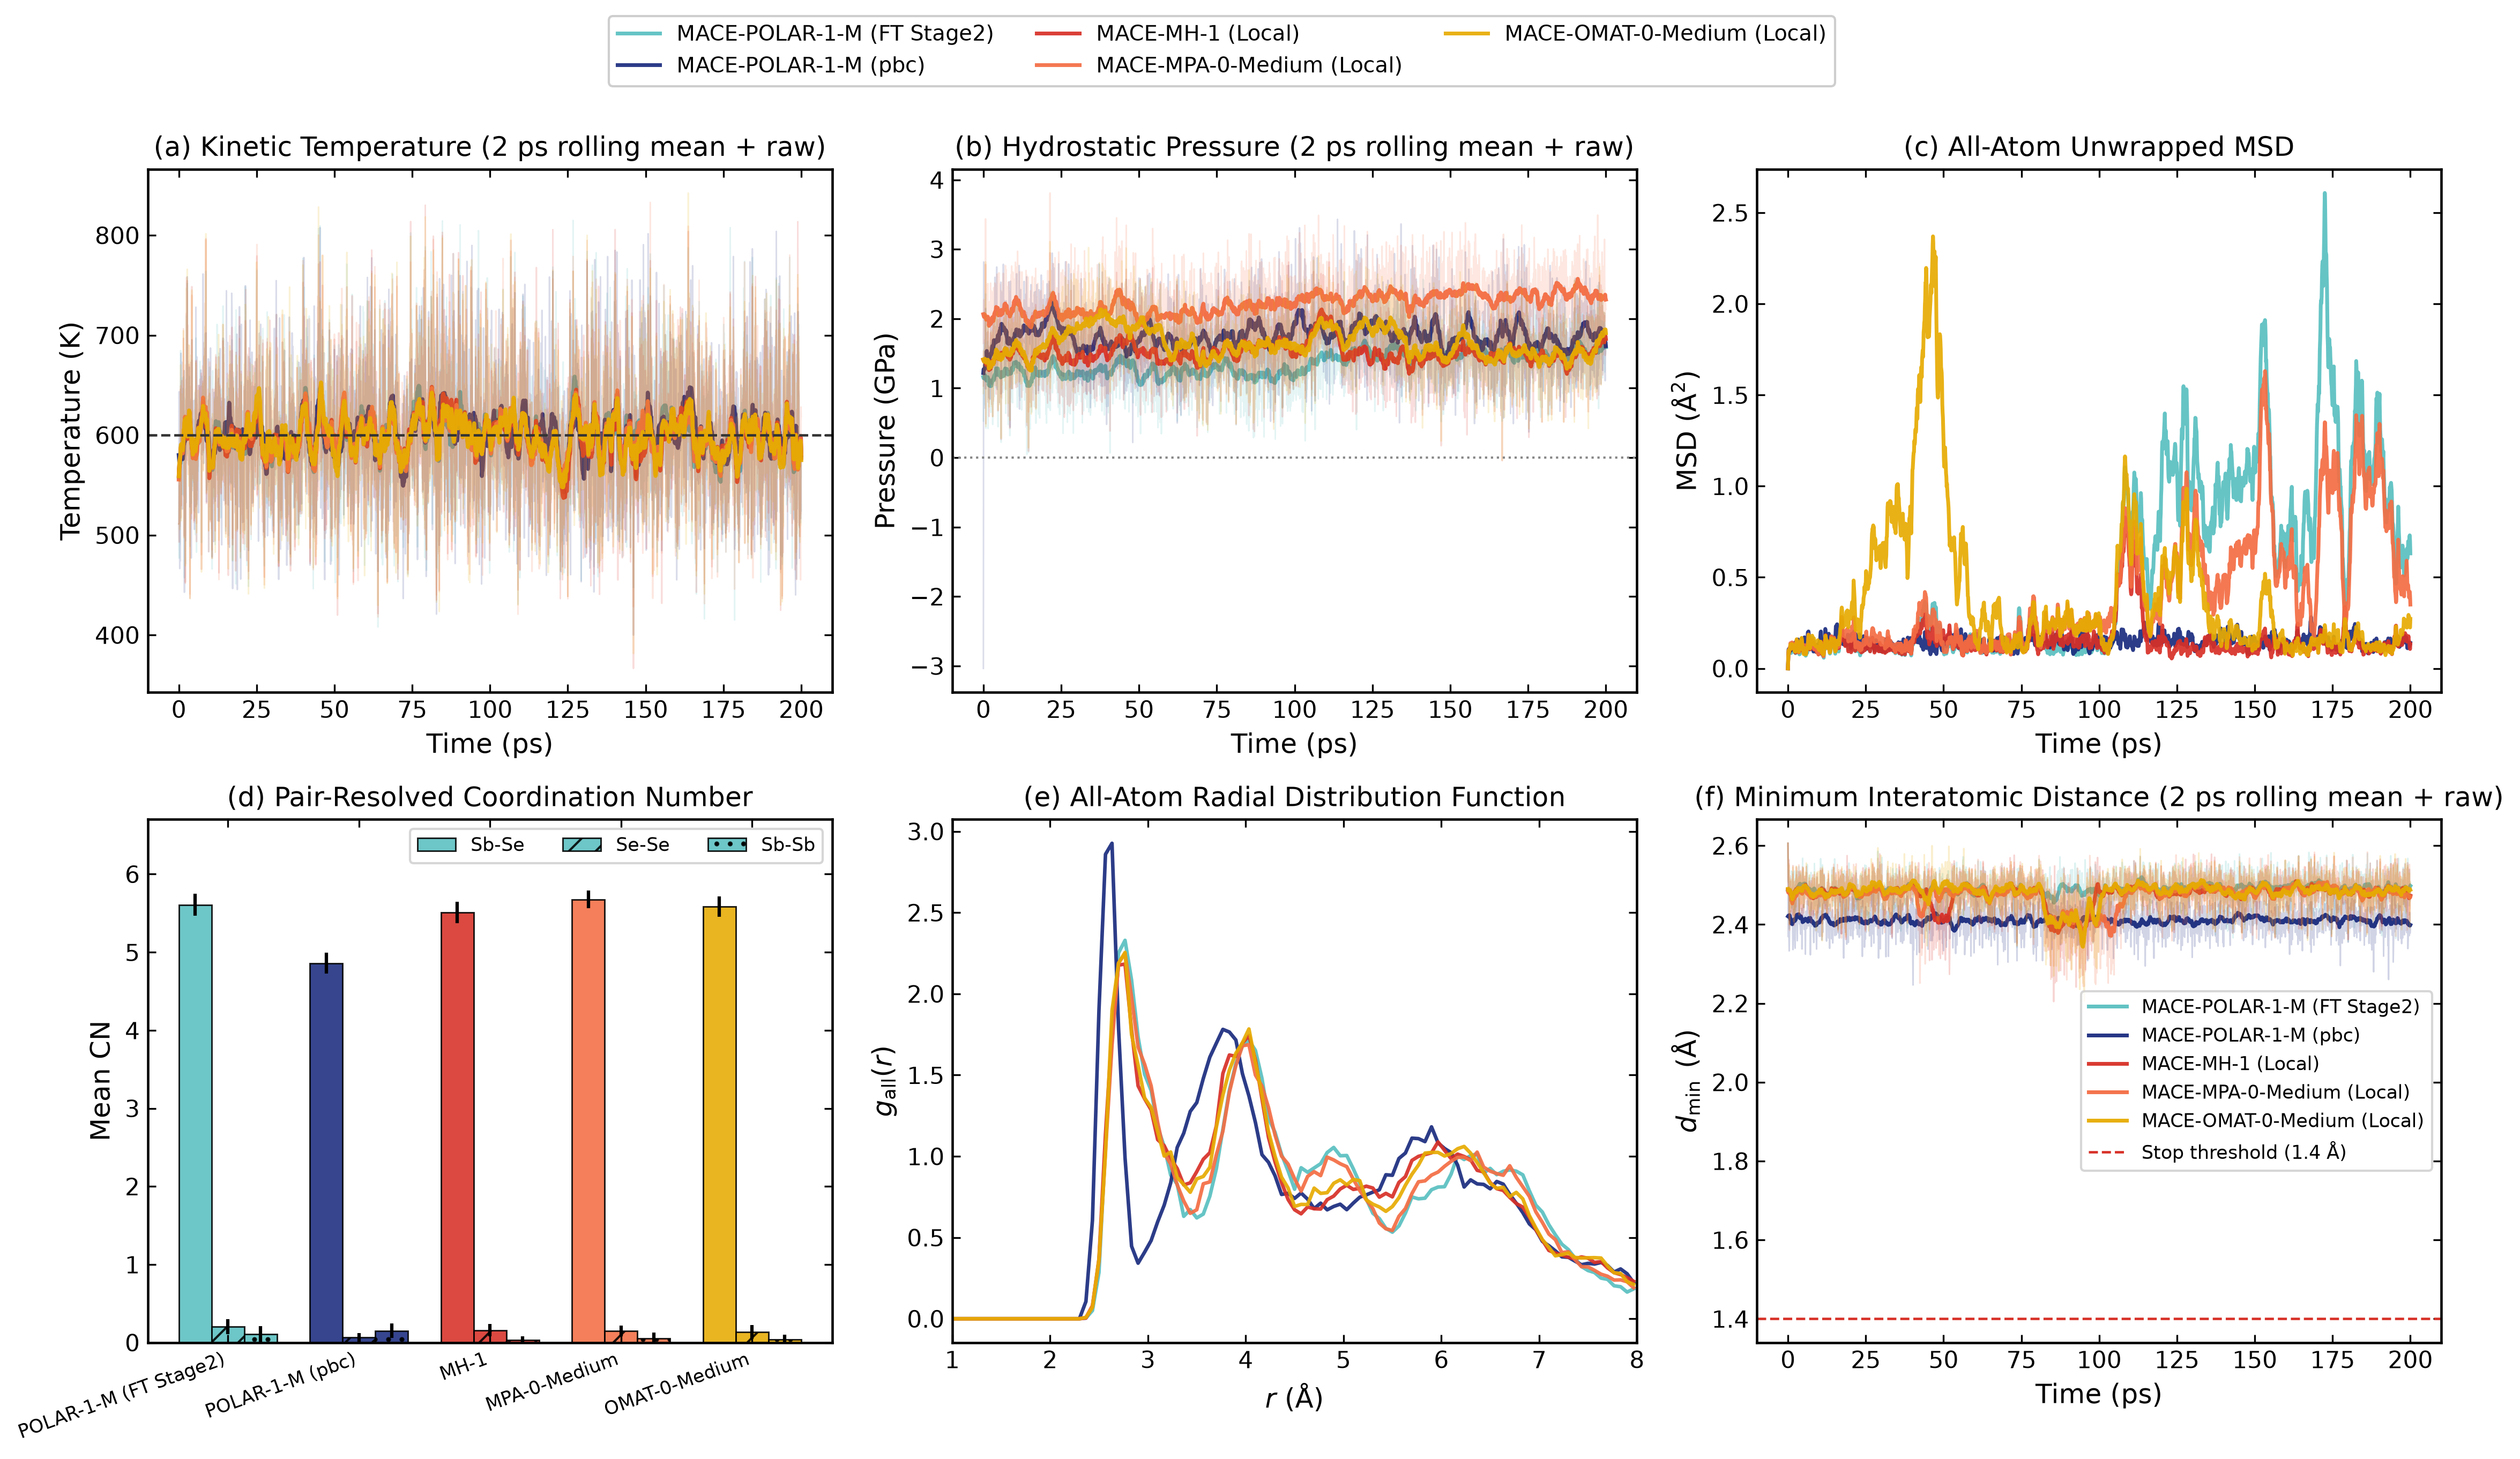 MACE-POLAR-1-M (FT Stage2)
MACE-POLAR-1-M (pbc)
MACE-MH-1 (Local)
MACE-MPA-0-Medium (Local)
MACE-OMAT-0-Medium (Local)
(a) Kinetic Temperature (2 ps rolling mean + raw)
Temperature (K)
800
700
600
500
400
0 25 50 75 100 125 150 175 200
Time (ps)
(b) Hydrostatic Pressure (2 ps rolling mean + raw)
Pressure (GPa)
4
3
2
1
0
−1
−2
−3
0 25 50 75 100 125 150 175 200
Time (ps)
(c) All-Atom Unwrapped MSD
MSD (Å²)
2.5
2.0
1.5
1.0
0.5
0.0
0 25 50 75 100 125 150 175 200
Time (ps)
(d) Pair-Resolved Coordination Number
Sb-Se Se-Se Sb-Sb
Mean CN
6
5
4
3
2
1
0
POLAR-1-M (FT Stage2)
POLAR-1-M (pbc)
MH-1
MPA-0-Medium
OMAT-0-Medium
(e) All-Atom Radial Distribution Function
g_all(r)
3.0
2.5
2.0
1.5
1.0
0.5
0.0
1 2 3 4 5 6 7 8
r (Å)
(f) Minimum Interatomic Distance (2 ps rolling mean + raw)
d_min (Å)
2.6
2.4
2.2
2.0
1.8
1.6
1.4
MACE-POLAR-1-M (FT Stage2)
MACE-POLAR-1-M (pbc)
MACE-MH-1 (Local)
MACE-MPA-0-Medium (Local)
MACE-OMAT-0-Medium (Local)
Stop threshold (1.4 Å)
0 25 50 75 100 125 150 175 200
Time (ps)